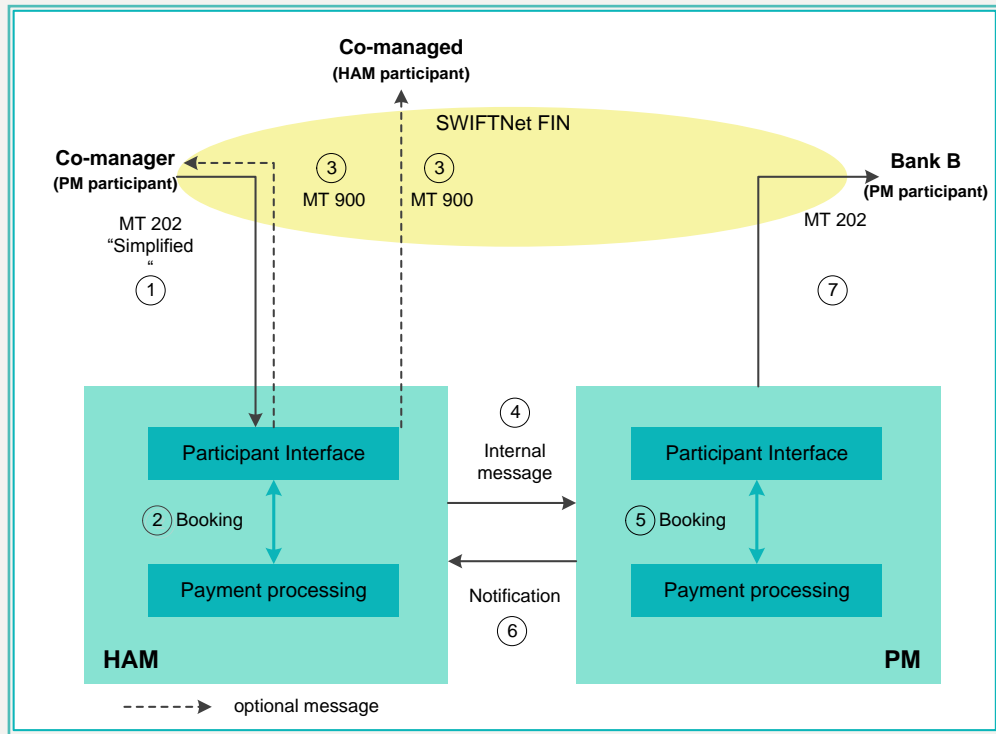 Co-managed
(HAM participant)
SWIFTNet FIN
Co-manager
(PM participant)
3
MT 900
3
MT 900
Bank B
(PM participant)
MT 202
“Simplified
“
1
MT 202
7
4
Internal
message
Participant Interface
Participant Interface
2 Booking
5 Booking
Payment processing
Payment processing
Notification
6
HAM
PM
optional message